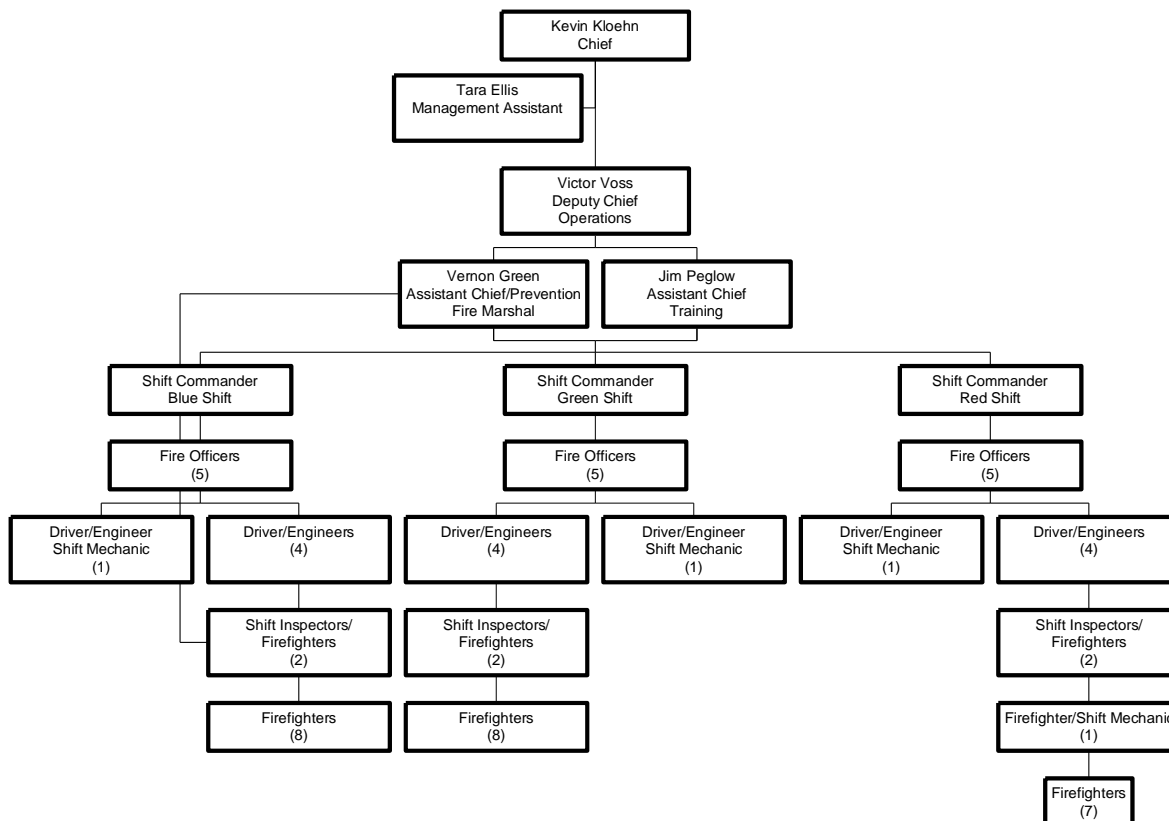 Kevin Kloehn
Chief
Tara Ellis
Management Assistant
Victor Voss
Deputy Chief
Operations
Vernon Green
Assistant Chief/Prevention
Fire Marshal
Jim Peglow
Assistant Chief
Training
Shift Commander
Blue Shift
Shift Commander
Green Shift
Shift Commander
Red Shift
Fire Officers
(5)
Fire Officers
(5)
Fire Officers
(5)
Driver/Engineer
Shift Mechanic
(1)
Driver/Engineers
(4)
Driver/Engineers
(4)
Driver/Engineer
Shift Mechanic
(1)
Driver/Engineer
Shift Mechanic
(1)
Driver/Engineers
(4)
Shift Inspectors/
Firefighters
(2)
Shift Inspectors/
Firefighters
(2)
Shift Inspectors/
Firefighters
(2)
Firefighters
(8)
Firefighters
(8)
Firefighter/Shift Mechanic
(1)
Firefighters
(7)